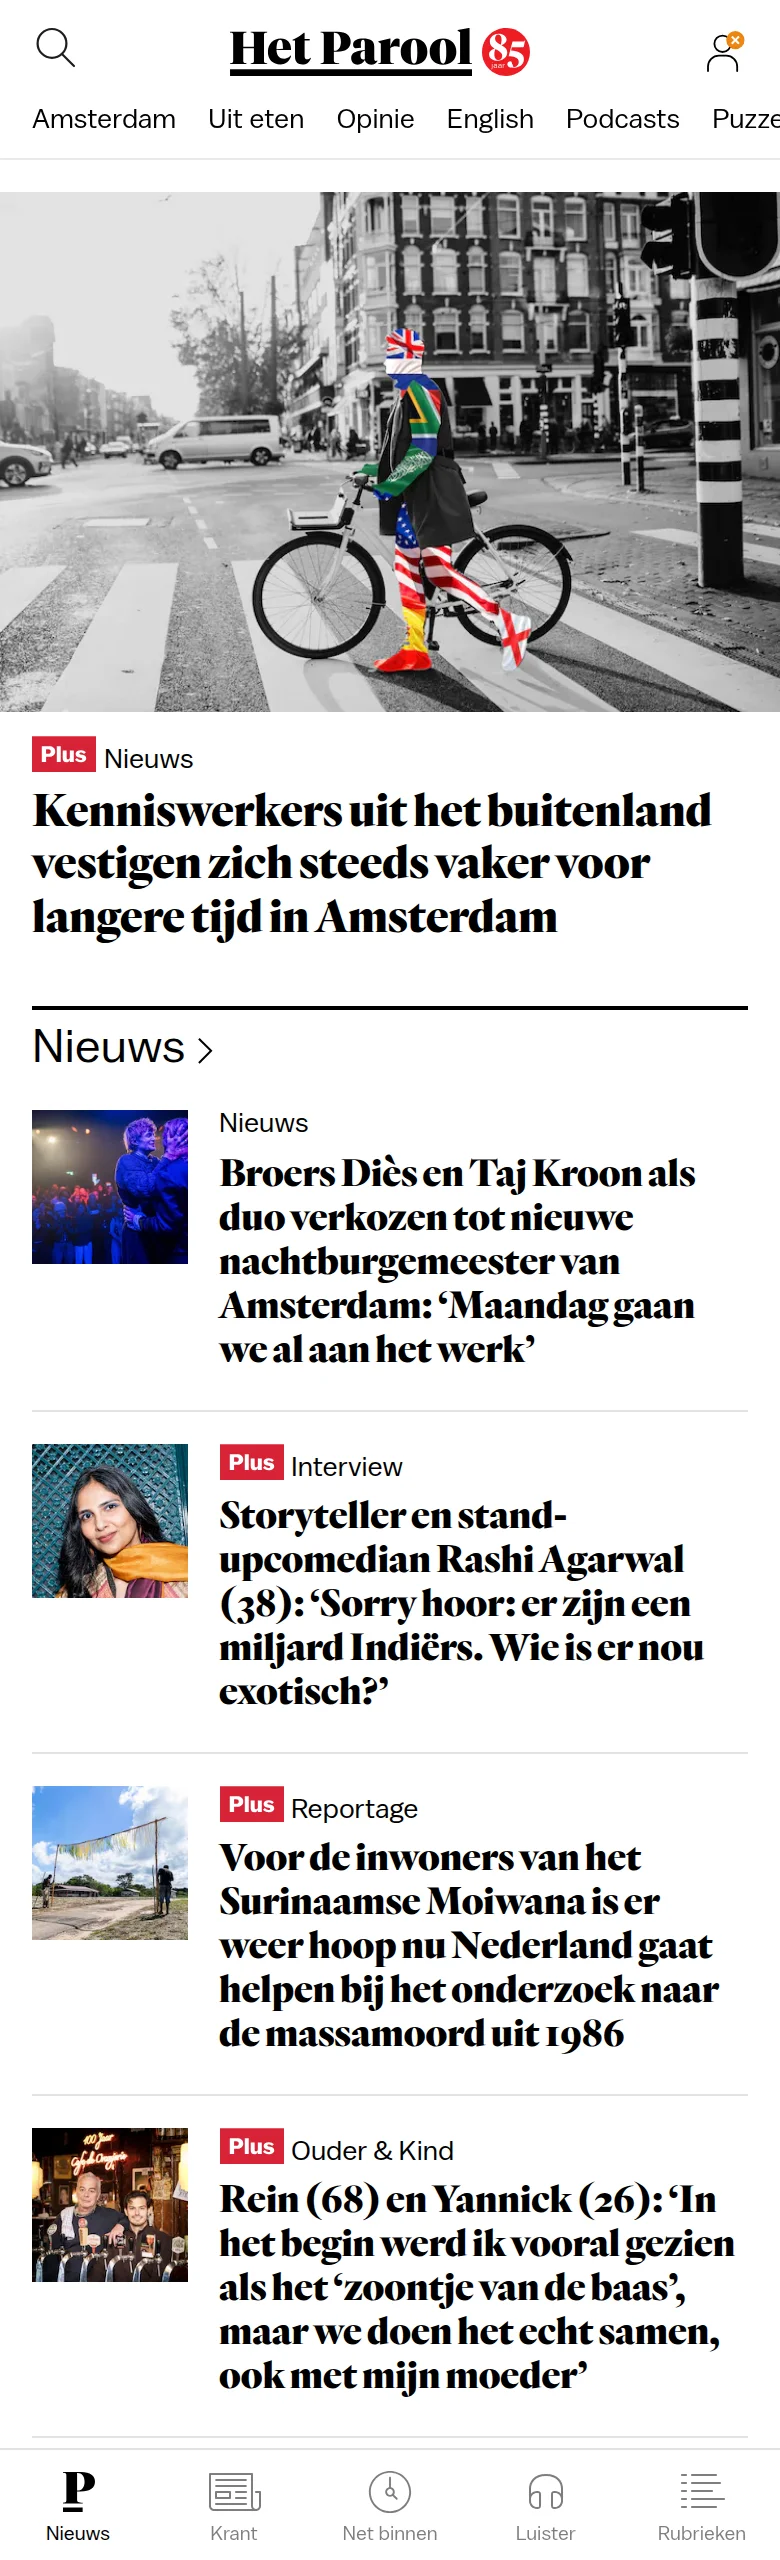 Het Parool 85 jaar
Amsterdam Uit eten Opinie English Podcasts Puzze
Plus Nieuws
Kenniswerkers uit het buitenland
vestigen zich steeds vaker voor
langere tijd in Amsterdam
Nieuws
Nieuws
Broers Diès en Taj Kroon als
duo verkozen tot nieuwe
nachtburgemeester van
Amsterdam: ‘Maandag gaan
we al aan het werk’
Plus Interview
Storyteller en stand-
upcomedian Rashi Agarwal
(38): ‘Sorry hoor: er zijn een
miljard Indiërs. Wie is er nou
exotisch?’
Plus Reportage
Voor de inwoners van het
Surinaamse Moiwana is er
weer hoop nu Nederland gaat
helpen bij het onderzoek naar
de massamoord uit 1986
100 Jaar
Plus Ouder & Kind
Rein (68) en Yannick (26): ‘In
het begin werd ik vooral gezien
als het ‘zoontje van de baas’,
maar we doen het echt samen,
ook met mijn moeder’
P
Nieuws Krant Net binnen Luister Rubrieken